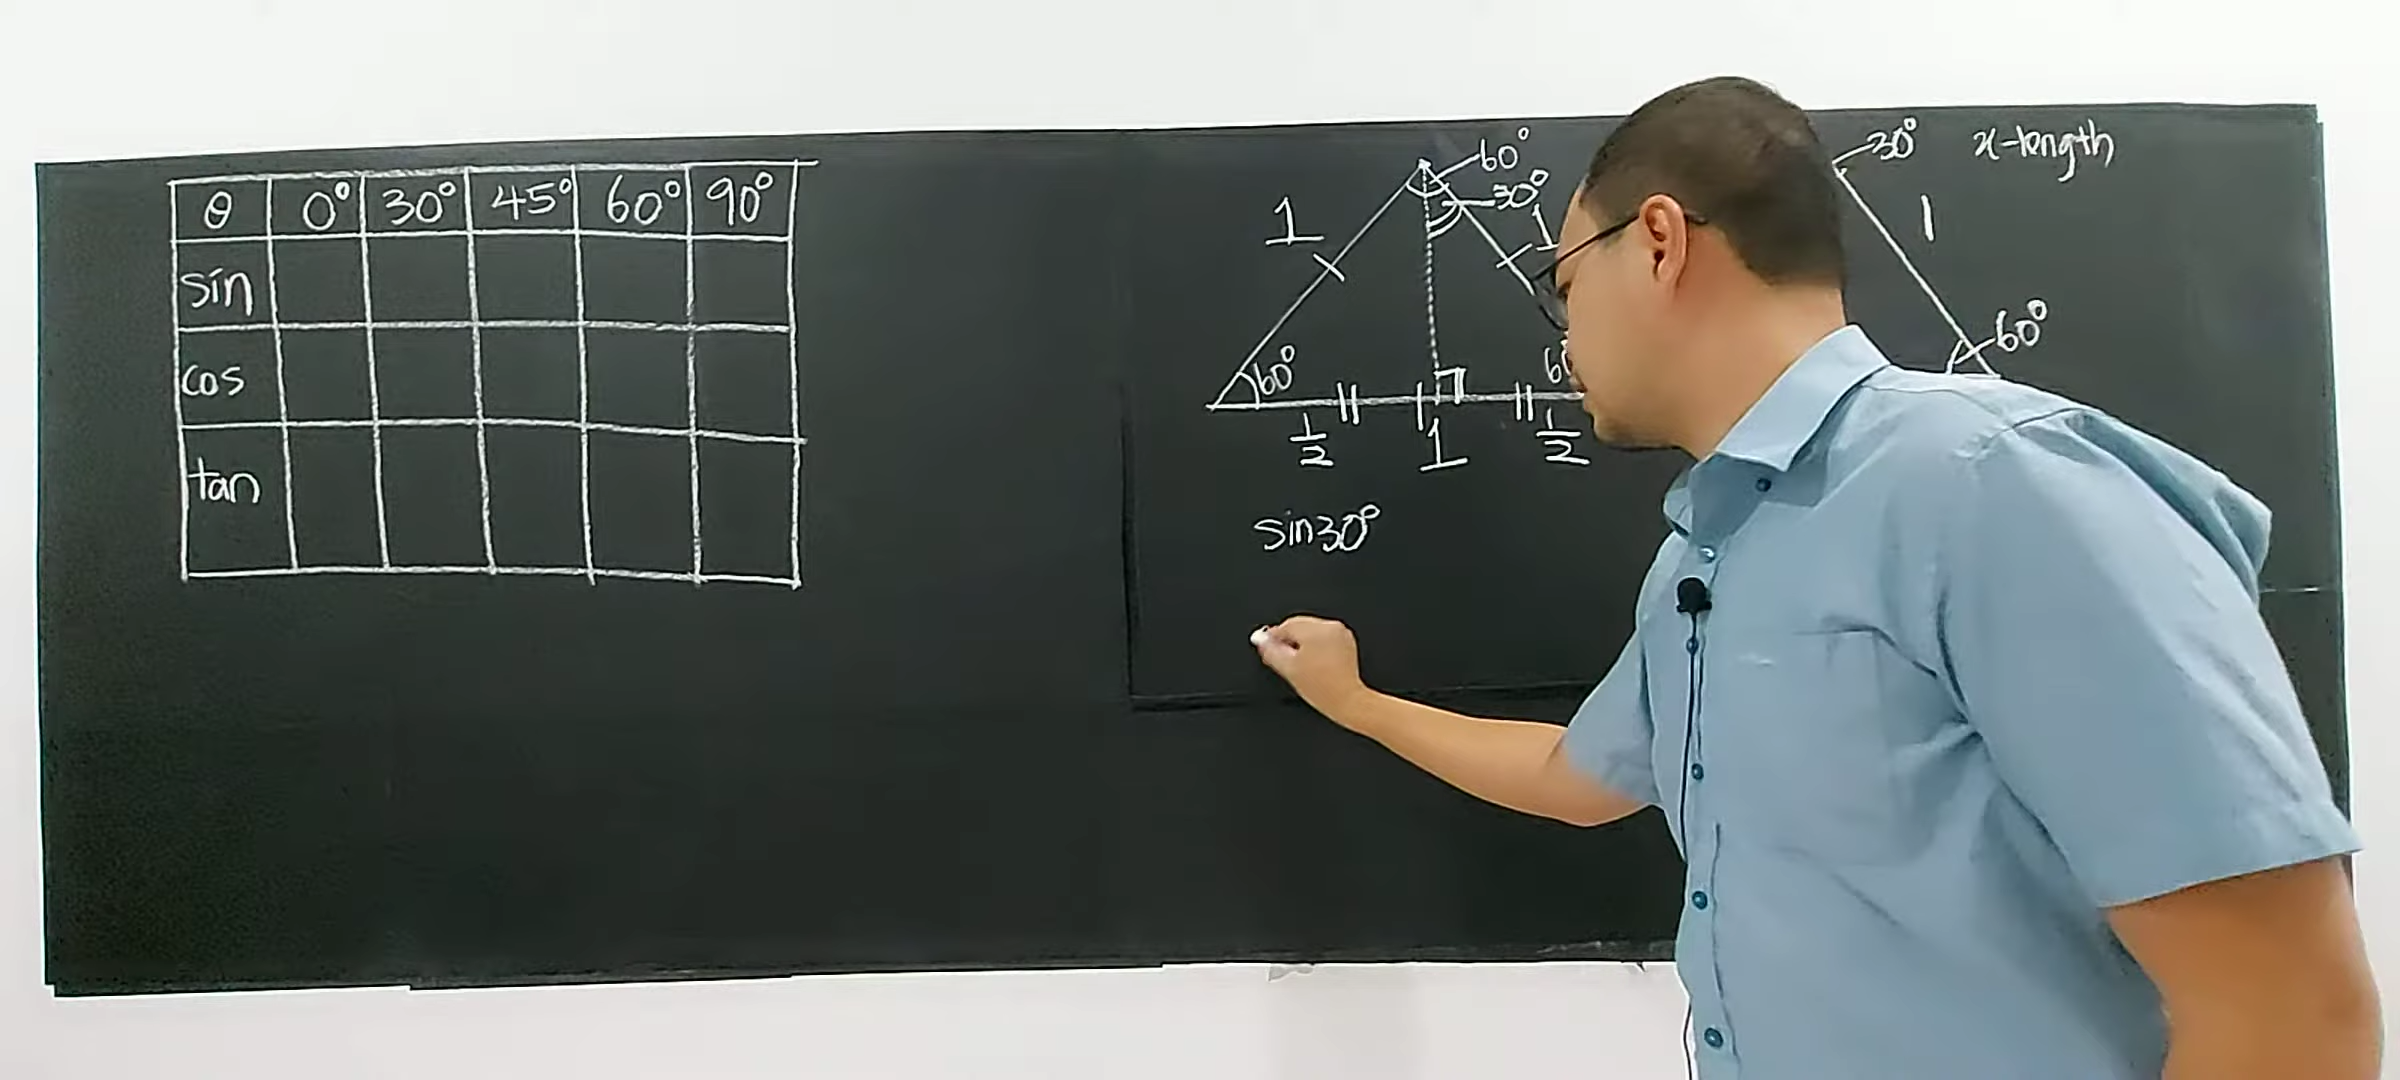 θ 0° 30° 45° 60° 90°
sin
cos
tan
60°
30°
1
1
60°
60
1/2
1
1/2
sin30°
30°
x-length
1
60°